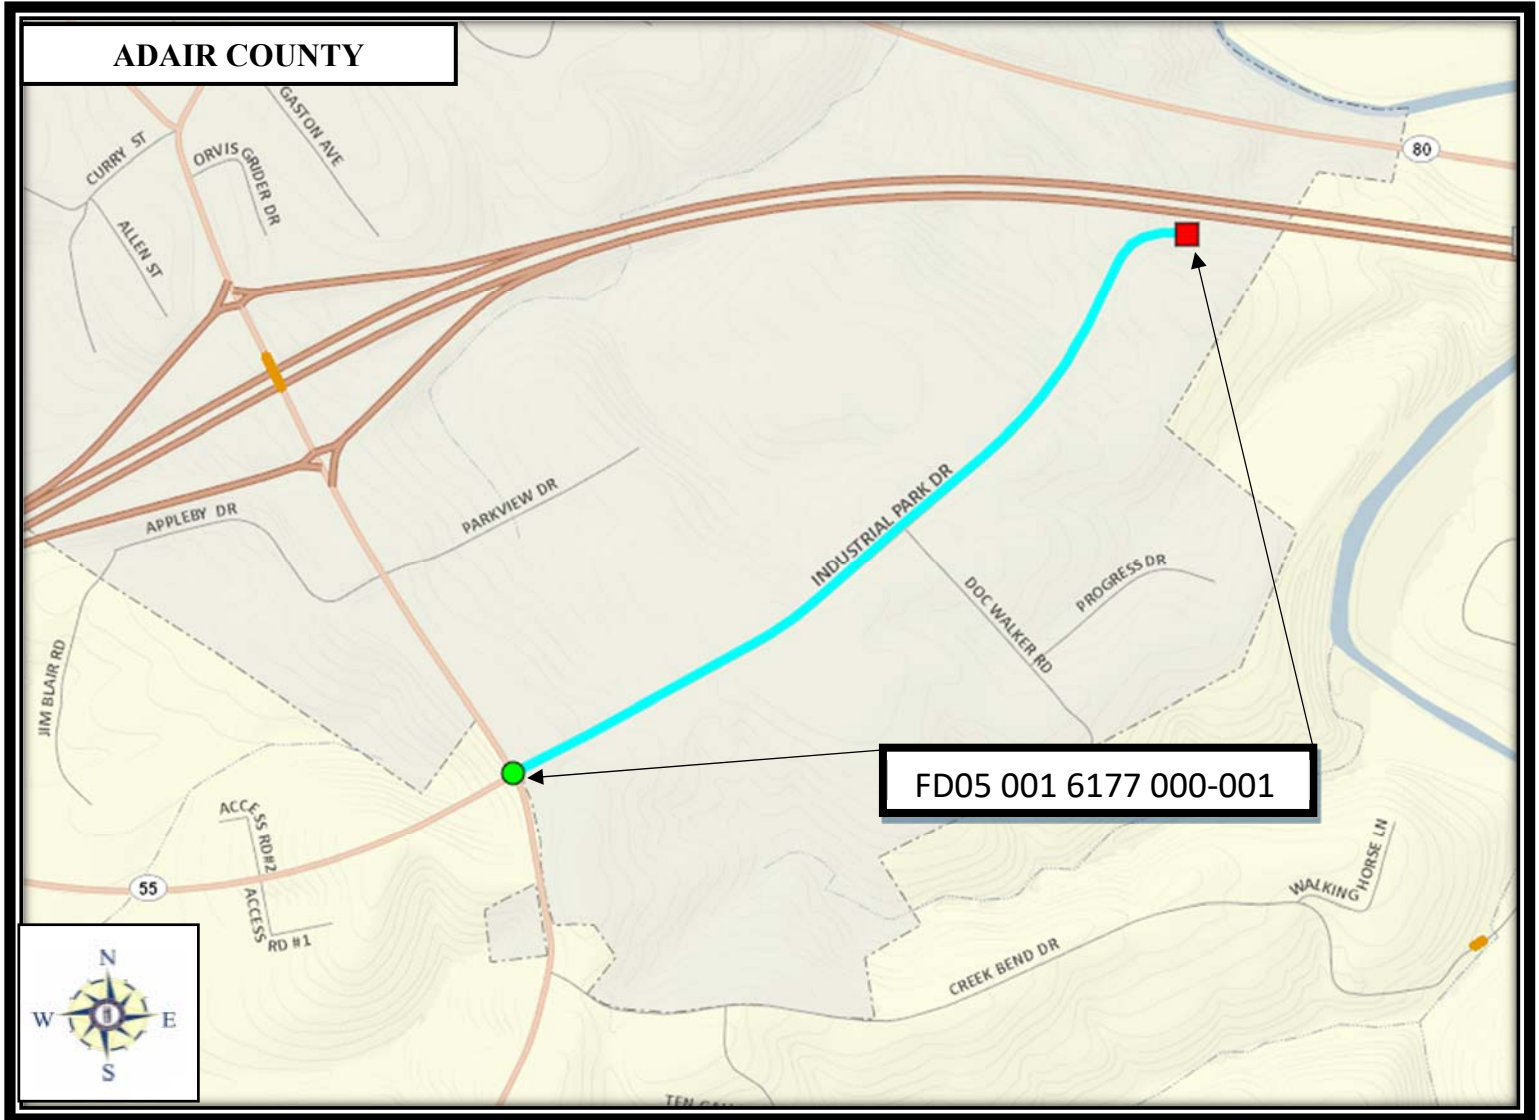 ADAIR COUNTY
GASTON AVE
CURRY ST
ORVIS GRIDER DR
ALLEN ST
80
APPLEBY DR
PARKVIEW DR
INDUSTRIAL PARK DR
DOC WALKER RD
PROGRESS DR
JIM BLAIR RD
FD05 001 6177 000-001
ACCESS RD#2
55
ACCESS RD #1
WALKING HORSE LN
CREEK BEND DR
N
W E
S
TEN